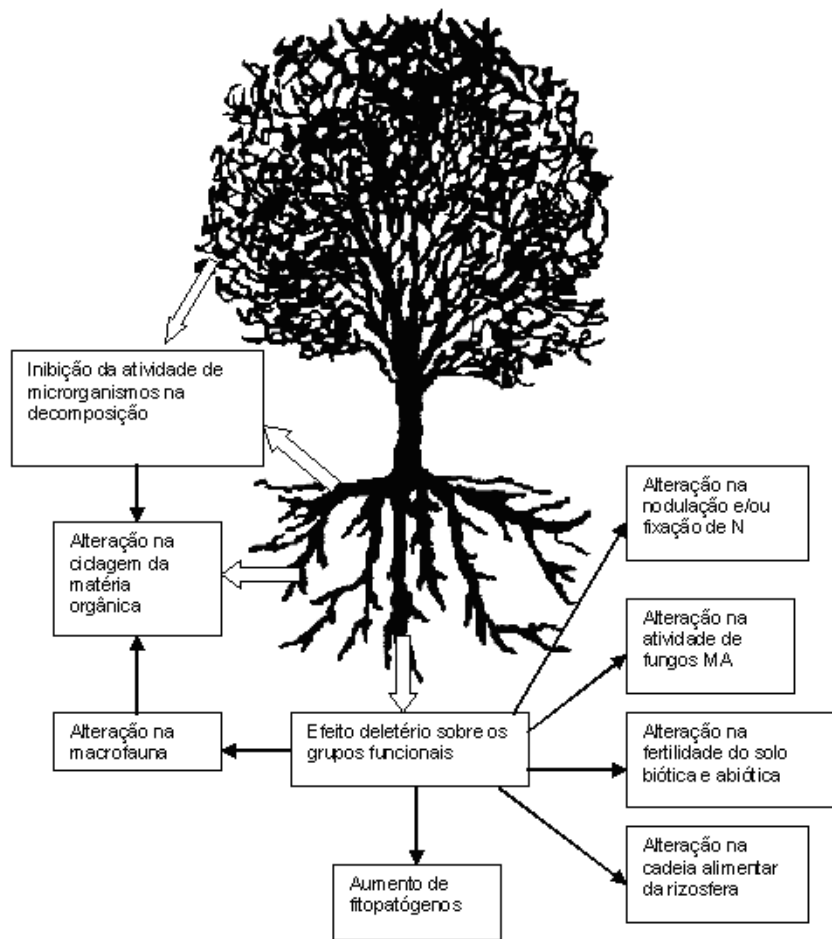 Inibição da atividade de
microrganismos na
decomposição
Alteração na
ciclagem da
matéria
orgânica
Alteração na
macrofauna
Efeito deletério sobre os
grupos funcionais
Aumento de
fitopatógenos
Alteração na
nodulação e/ou
fixação de N
Alteração na
atividade de
fungos MA
Alteração na
fertilidade do solo
biótica e abiótica
Alteração na
cadeia alimentar
da rizosfera